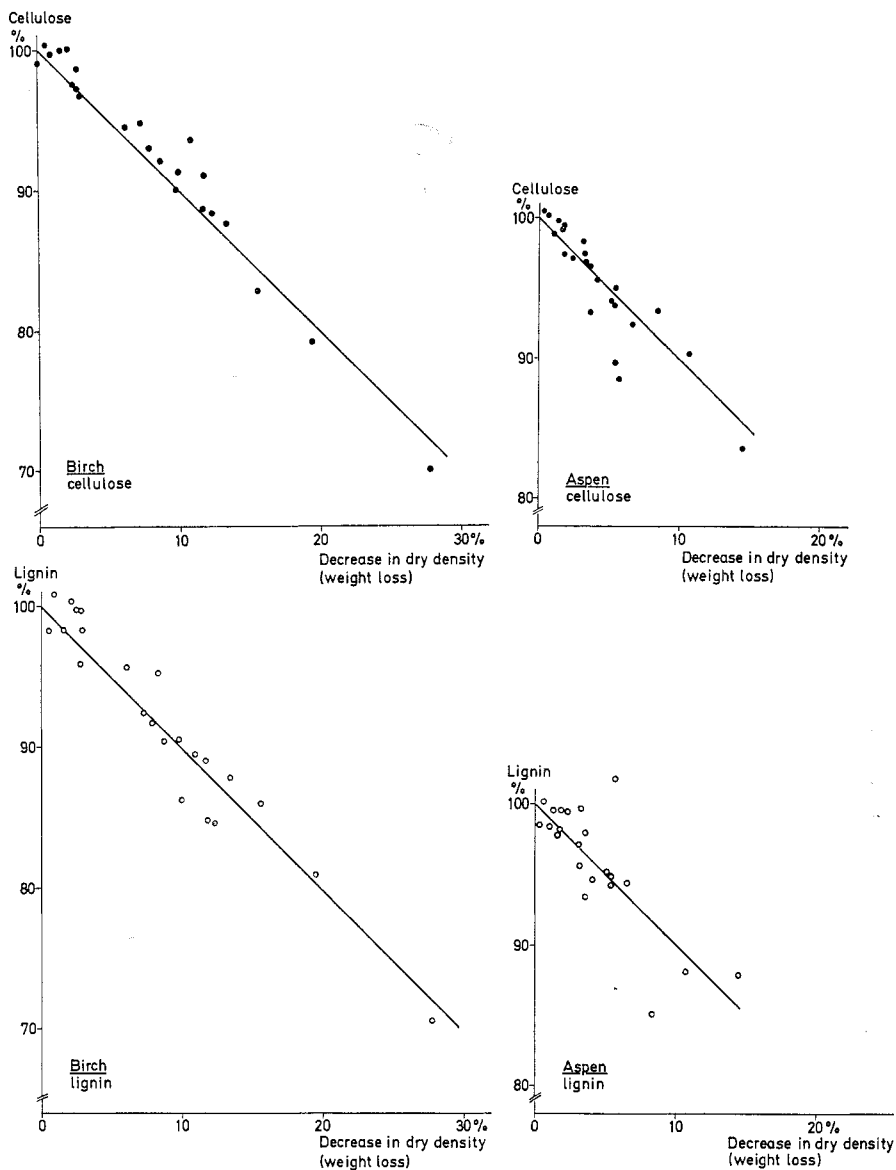 Cellulose
%
100
90
80
70
Birch
cellulose
0
10
20
30%
Decrease in dry density
(weight loss)
Cellulose
%
100
90
80
Aspen
cellulose
0
10
20%
Decrease in dry density
(weight loss)
Lignin
%
100
90
80
70
Birch
lignin
0
10
20
30%
Decrease in dry density
(weight loss)
Lignin
%
100
90
80
Aspen
lignin
0
10
20%
Decrease in dry density
(weight loss)